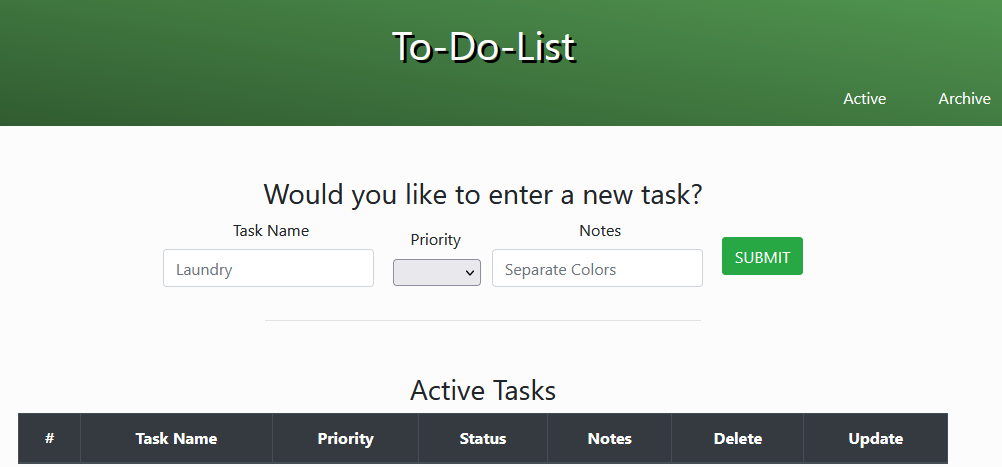 To-Do-List
Active Archive
Would you like to enter a new task?
Task Name Priority Notes
Laundry Separate Colors SUBMIT
Active Tasks
# Task Name Priority Status Notes Delete Update